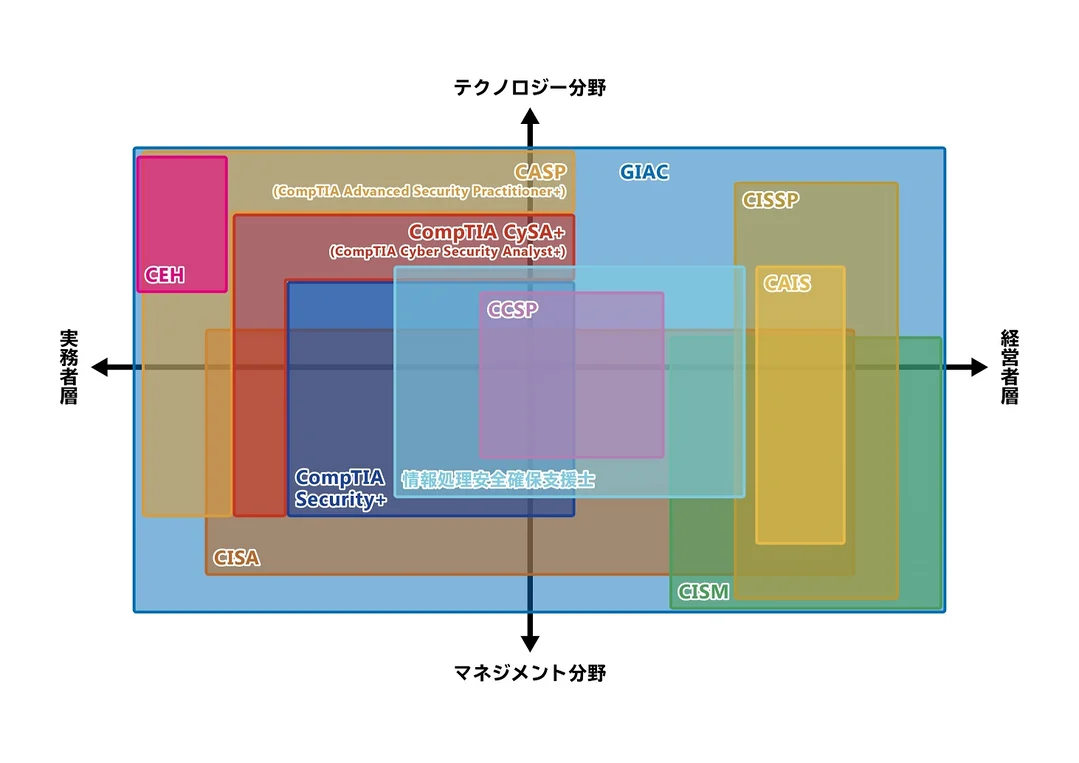 テクノロジー分野
CASP
(CompTIA Advanced Security Practitioner+)
GIAC
CISSP
CompTIA CySA+
(CompTIA Cyber Security Analyst+)
CEH
CAIS
CCSP
実務者層
経営者層
CompTIA
Security+
情報処理安全確保支援士
CISA
CISM
マネジメント分野